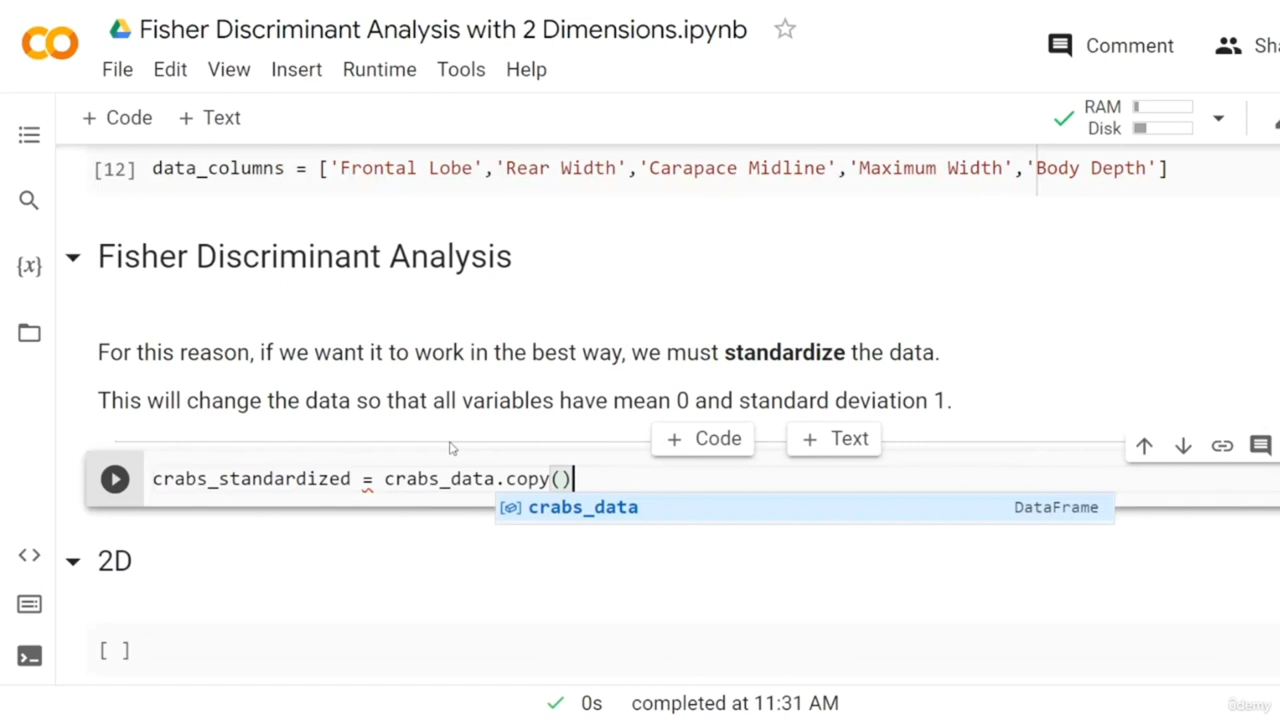 Fisher Discriminant Analysis with 2 Dimensions.ipynb
File Edit View Insert Runtime Tools Help
Comment
+ Code + Text
RAM
Disk
[12] data_columns = ['Frontal Lobe','Rear Width','Carapace Midline','Maximum Width','Body Depth']
Fisher Discriminant Analysis
For this reason, if we want it to work in the best way, we must standardize the data.
This will change the data so that all variables have mean 0 and standard deviation 1.
+ Code + Text
crabs_standardized = crabs_data.copy()
crabs_data DataFrame
2D
[ ]
0s completed at 11:31 AM
ûdemy